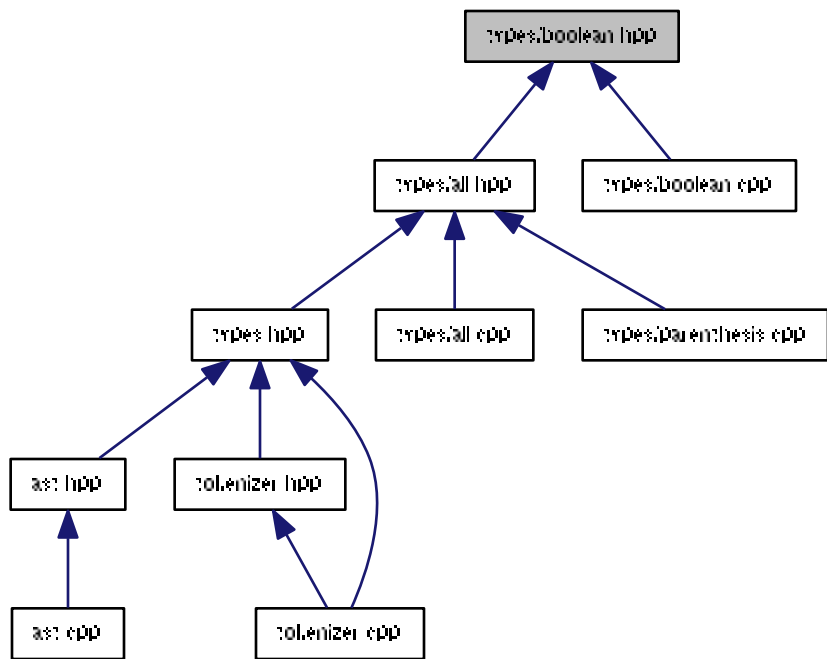 types/boolean.hpp
types/all.hpp
types/boolean.cpp
types.hpp
types/all.cpp
types/parenthesis.cpp
ast.hpp
tokenizer.hpp
ast.cpp
tokenizer.cpp